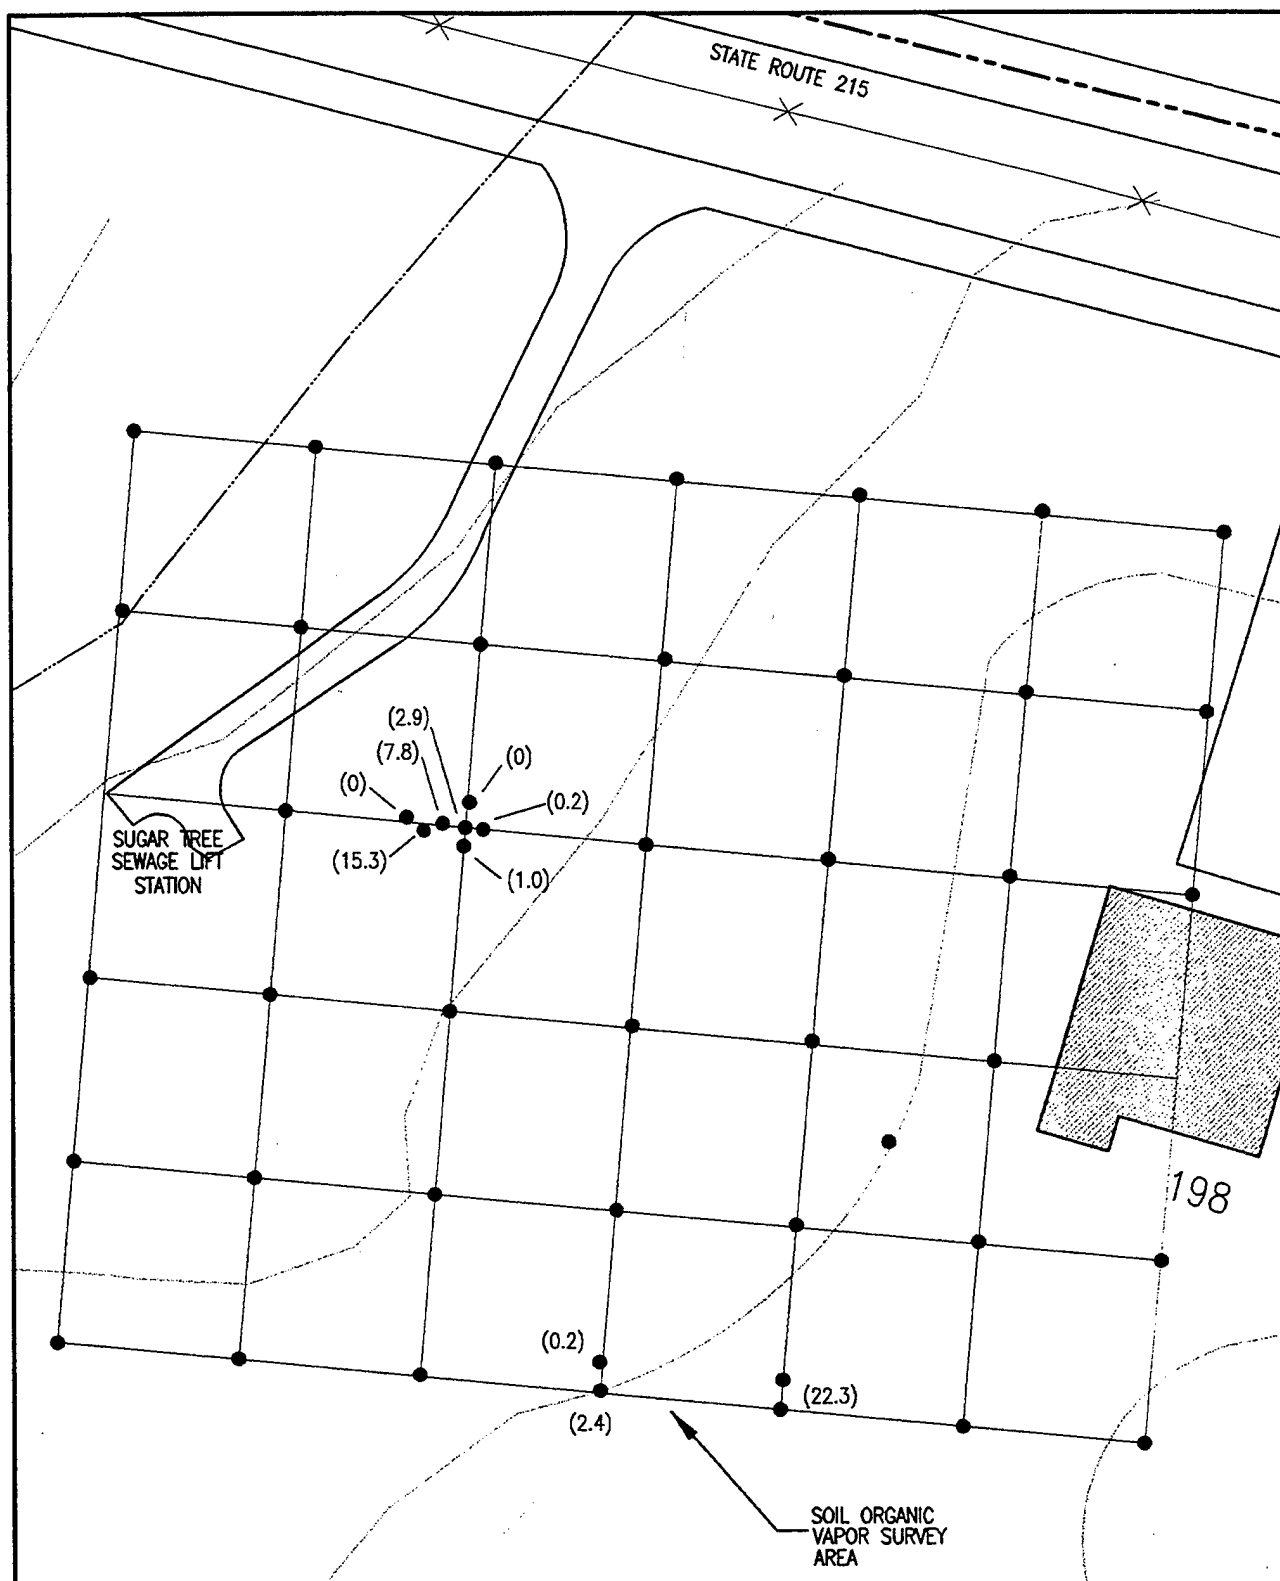 STATE ROUTE 215
(2.9)
(7.8)
(0)
(0)
(0.2)
(15.3)
(1.0)
SUGAR TREE
SEWAGE LIFT
STATION
198
(0.2)
(22.3)
(2.4)
SOIL ORGANIC
VAPOR SURVEY
AREA